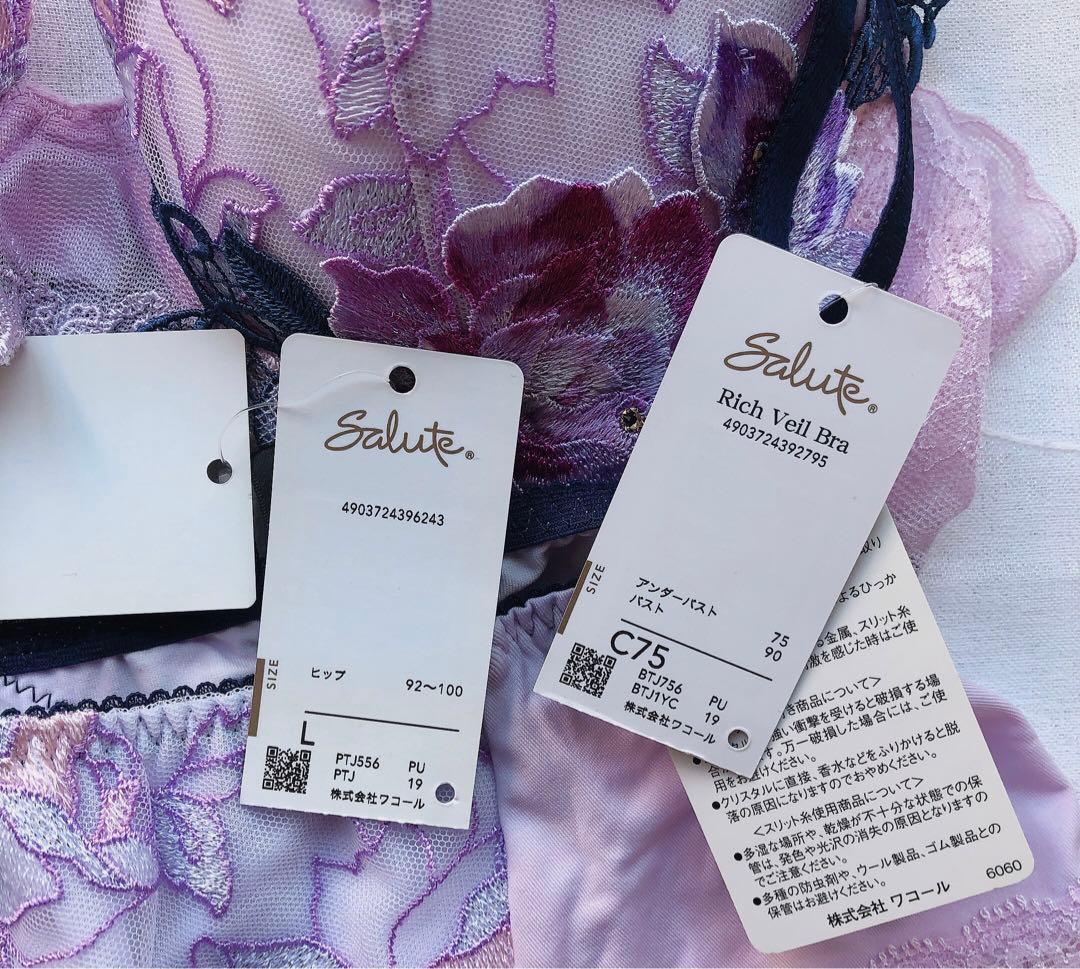 Salute®
4903724396243
SIZE
ヒップ 92〜100
L
PTJ556 PU
PTJ 19
株式会社ワコール
Salute®
Rich Veil Bra
4903724392795
SIZE
アンダーバスト 75
バスト 90
C75
BTJ756 PU
BTJ1YC 19
株式会社ワコール
取り
よるひっか
る金属、スリット糸
激を感じた時はご使
き商品について>
強い衝撃を受けると破損する場
す。万一破損した場合には、ご使
用をお避けください。
●クリスタルに直接、香水などをふりかけると脱
落の原因になりますのでおやめください。
<スリット糸使用商品について>
●多湿な場所や、乾燥が不十分な状態での保
管は、発色や光沢の消失の原因となりますの
でご注意ください。
●多種の防虫剤や、ウール製品、ゴム製品との
保管はお避けください。
株式会社 ワコール 6060